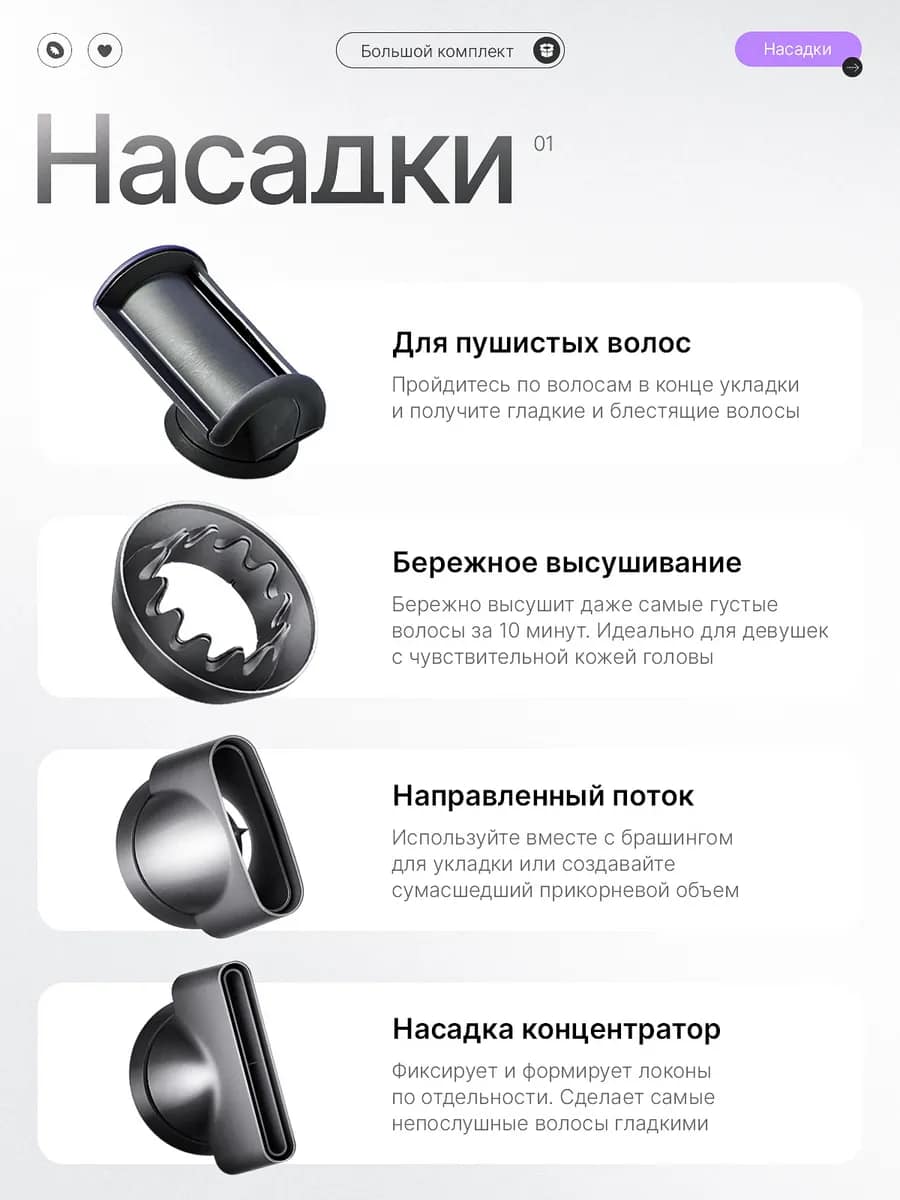 Большой комплект
Насадки
Насадки 01
Для пушистых волос
Пройдитесь по волосам в конце укладки
и получите гладкие и блестящие волосы
Бережное высушивание
Бережно высушит даже самые густые
волосы за 10 минут. Идеально для девушек
с чувствительной кожей головы
Направленный поток
Используйте вместе с брашингом
для укладки или создавайте
сумасшедший прикорневой объем
Насадка концентратор
Фиксирует и формирует локоны
по отдельности. Сделает самые
непослушные волосы гладкими